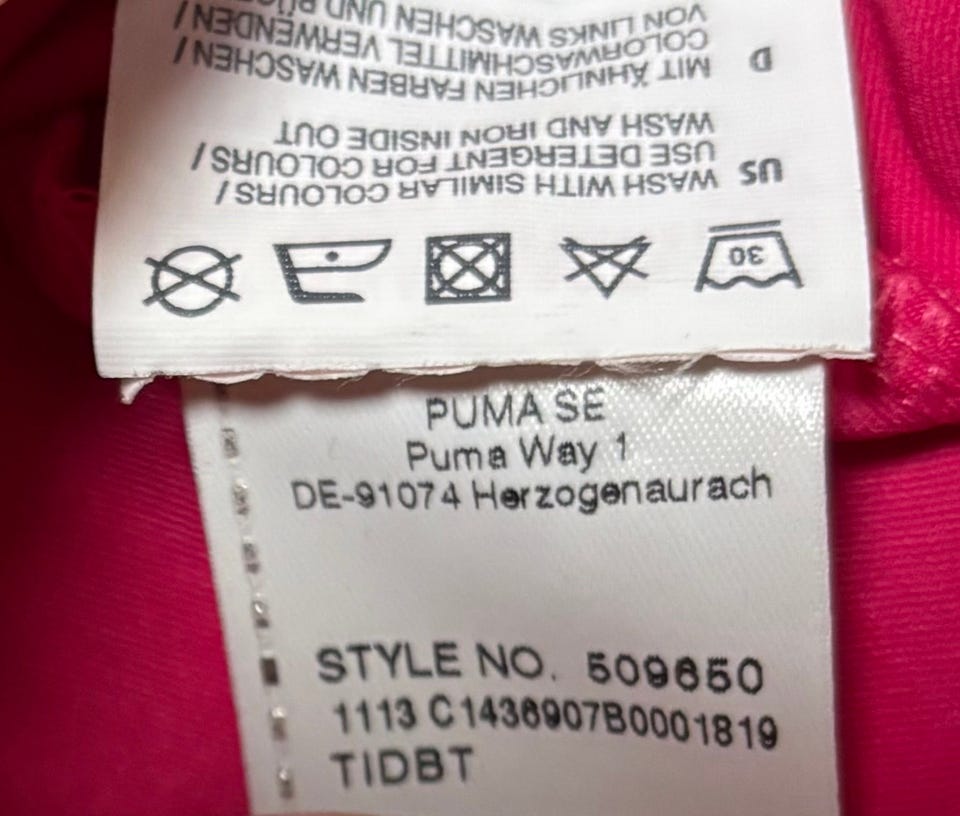 30
US WASH WITH SIMILAR COLOURS /
USE DETERGENT FOR COLOURS /
WASH AND IRON INSIDE OUT
D MIT ÄHNLICHEN FARBEN WASCHEN /
COLORWASCHMITTEL VERWENDEN /
VON LINKS WASCHEN UND
PUMA SE
Puma Way 1
DE-91074 Herzogenaurach
STYLE NO. 509650
1113 C1436907B0001819
TIDBT